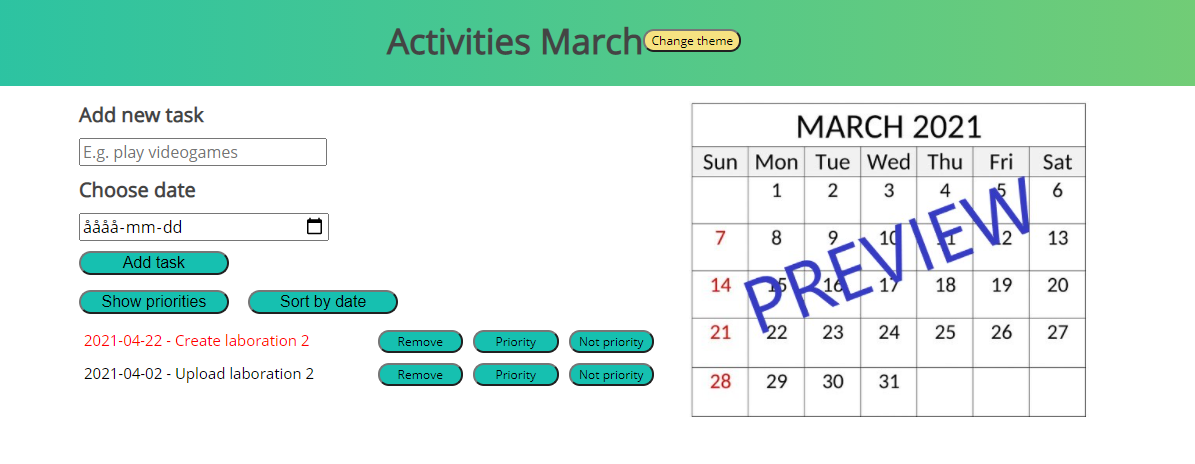 Activities March Change theme
Add new task
E.g. play videogames
Choose date
åååå-mm-dd
Add task
Show priorities Sort by date
2021-04-22 - Create laboration 2 Remove Priority Not priority
2021-04-02 - Upload laboration 2 Remove Priority Not priority
MARCH 2021
Sun Mon Tue Wed Thu Fri Sat
1 2 3 4 5 6
7 8 9 10 11 12 13
14 15 16 17 18 19 20
21 22 23 24 25 26 27
28 29 30 31
PREVIEW